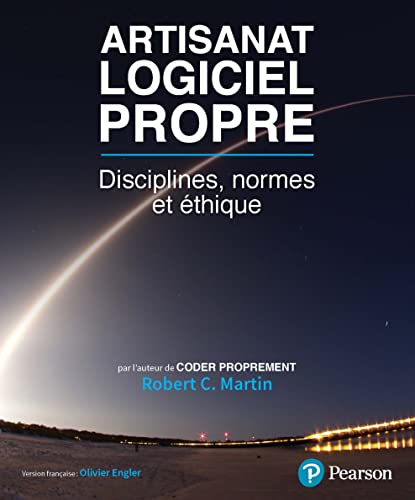 ARTISANAT
LOGICIEL
PROPRE
Disciplines, normes
et éthique
par l'auteur de CODER PROPREMENT
Robert C. Martin
Version française : Olivier Engler
Pearson